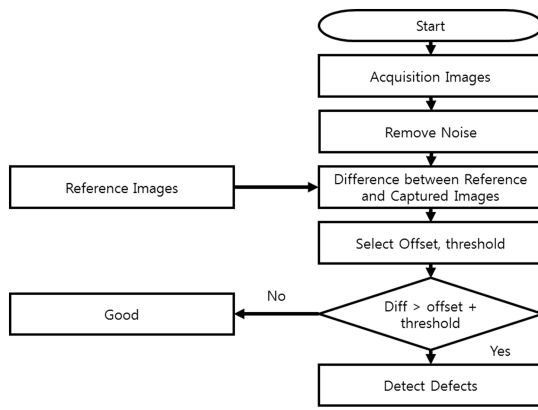 Start
Acquisition Images
Remove Noise
Reference Images
Difference between Reference
and Captured Images
Select Offset, threshold
No
Good
Diff > offset +
threshold
Yes
Detect Defects